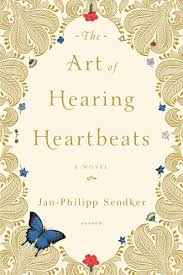 The
Art of
Hearing
Heartbeats
A NOVEL
Jan-Philipp Sendker